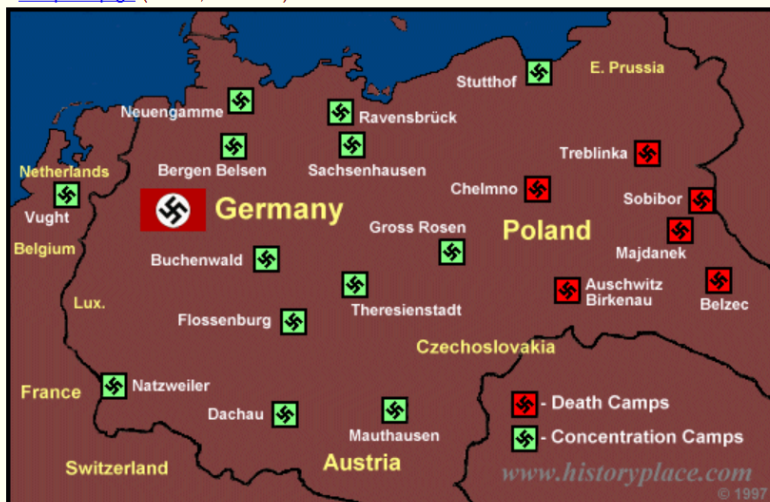 Stutthof
E. Prussia
Neuengamme
Ravensbrück
Treblinka
Bergen Belsen
Sachsenhausen
Netherlands
Chelmno
Sobibor
Vught
Germany
Poland
Gross Rosen
Belgium
Majdanek
Buchenwald
Auschwitz
Birkenau
Belzec
Lux.
Theresienstadt
Flossenburg
Czechoslovakia
France
Natzweiler
- Death Camps
Dachau
Mauthausen
- Concentration Camps
Switzerland
Austria
www.historyplace.com
© 1997